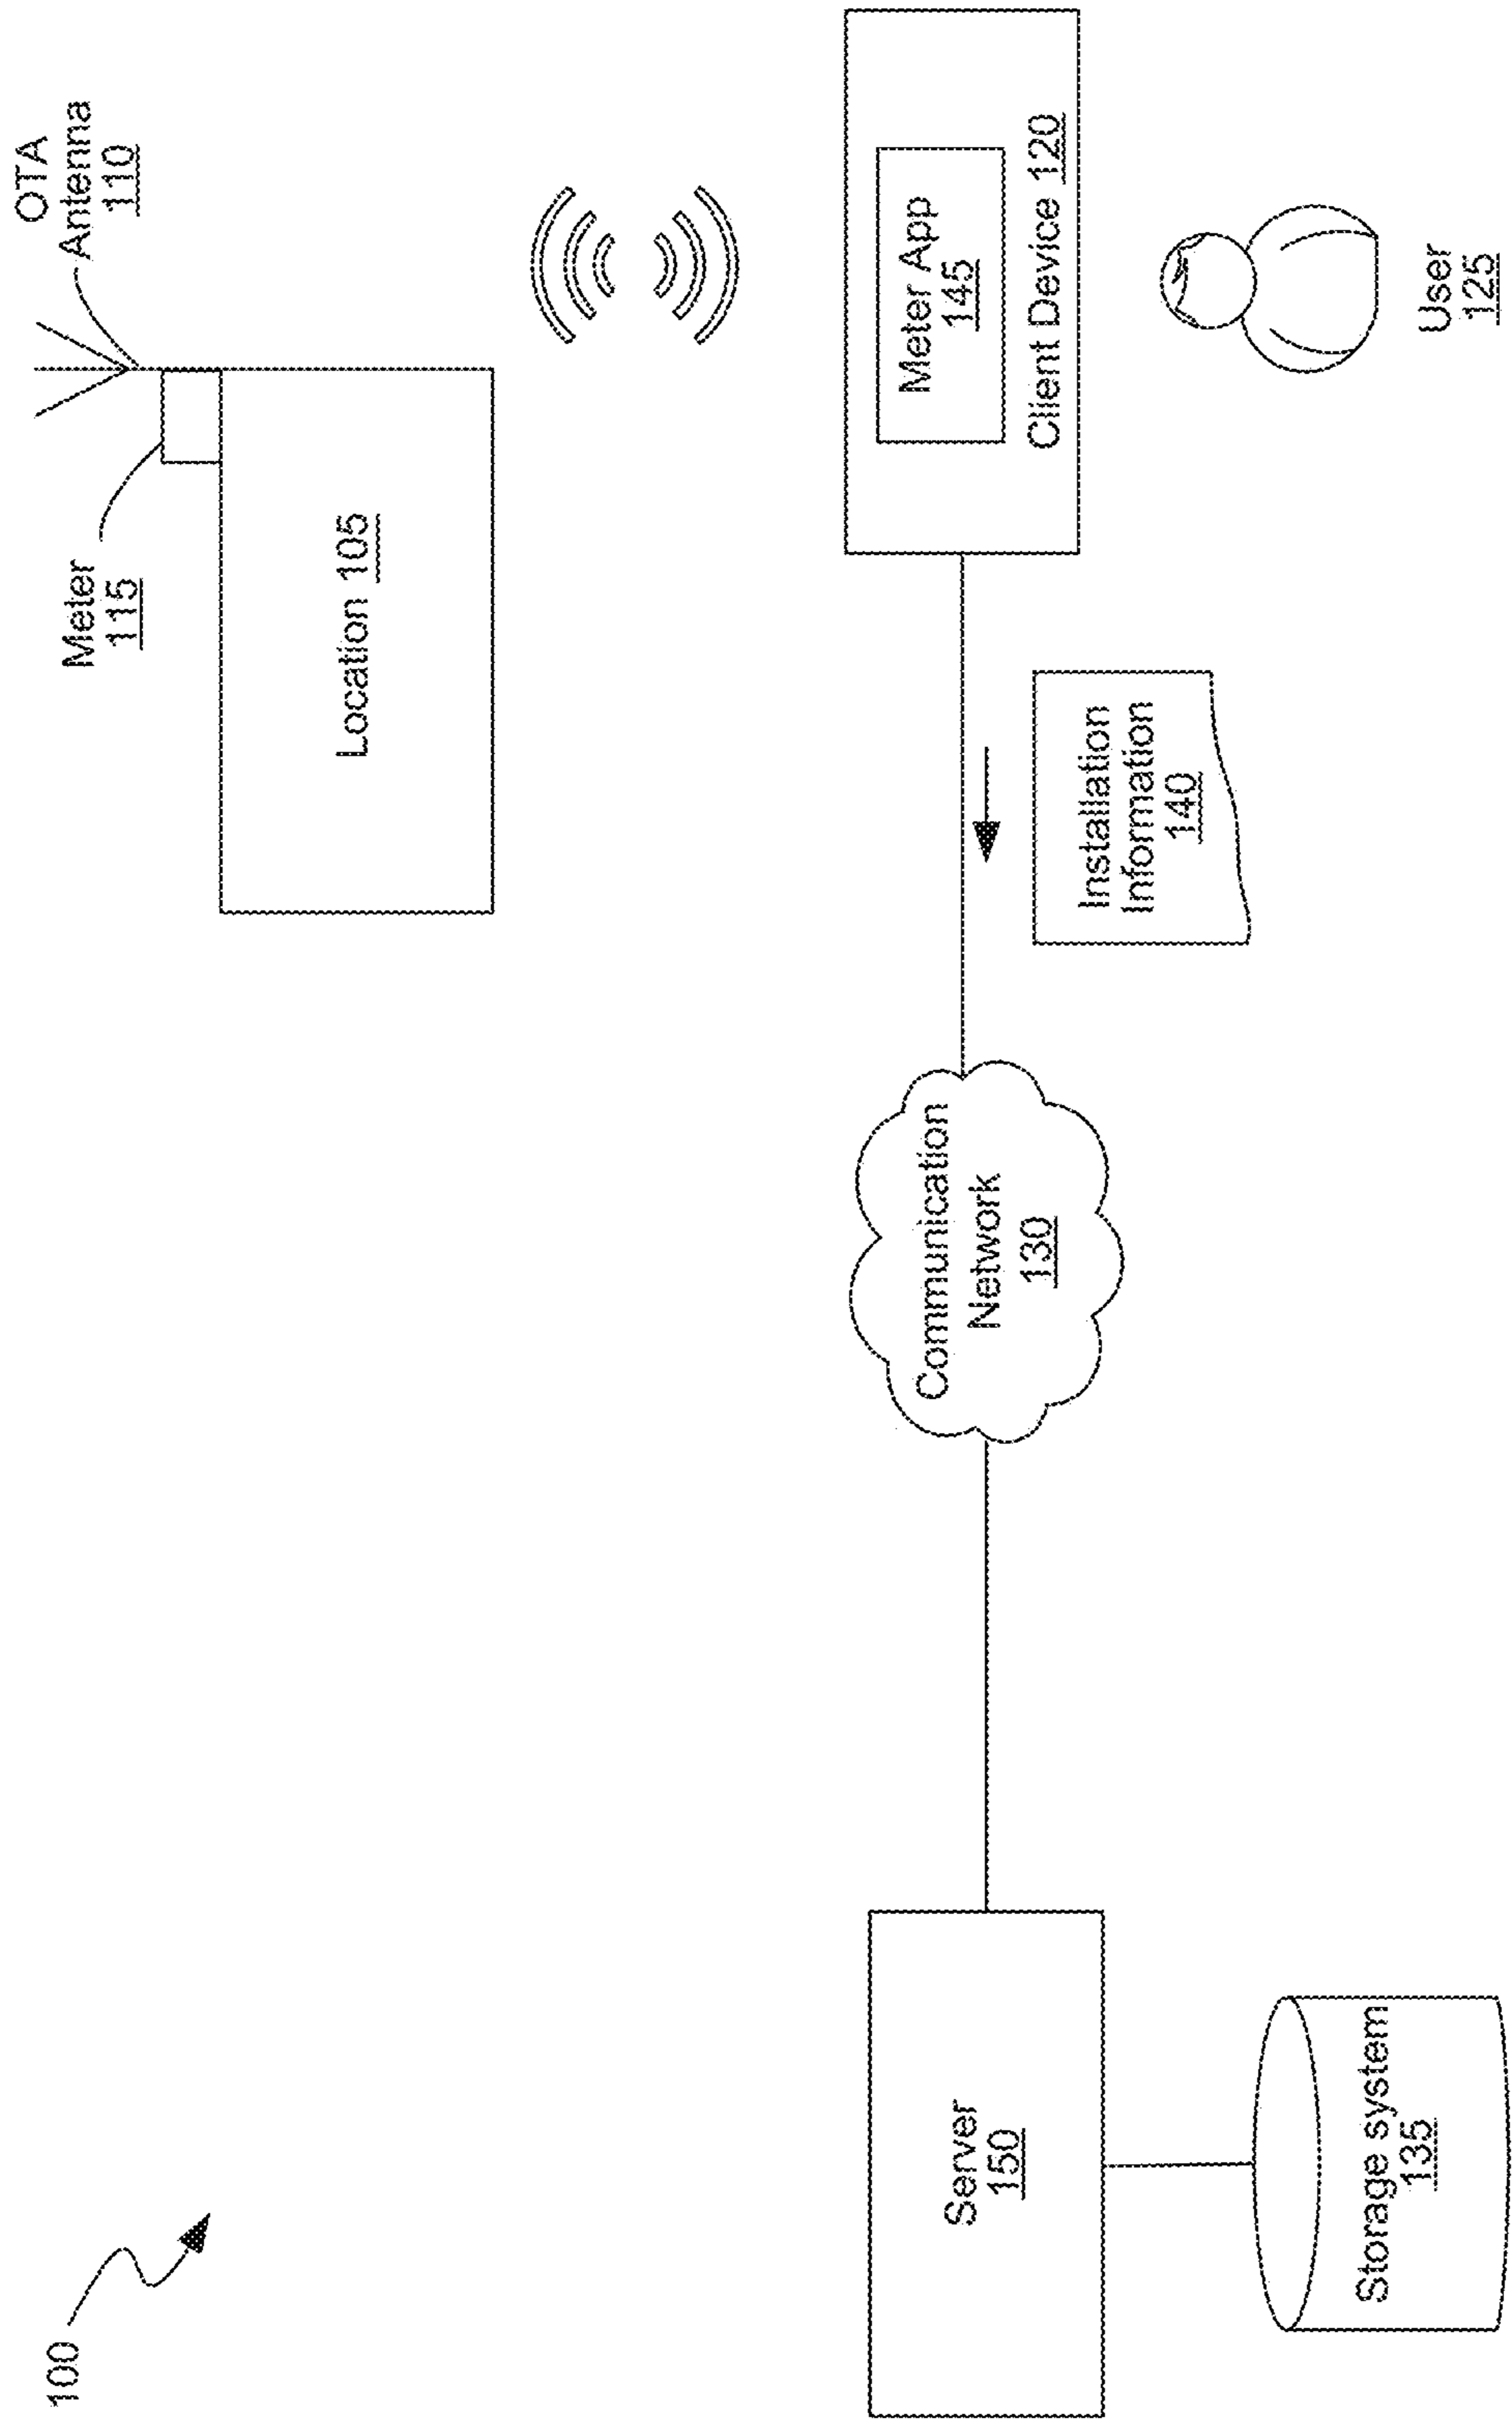 100
OTA
Antenna
110
Meter
115
Location 105
Meter App
145
Client Device 120
User
125
Installation
Information
140
Communication
Network
130
Server
150
Storage system
135